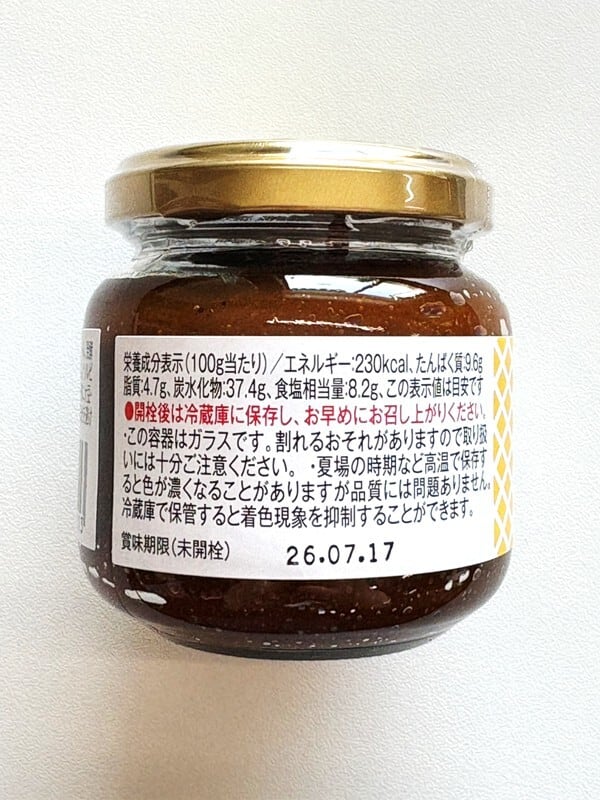 栄養成分表示(100g当たり)/エネルギー:230kcal、たんぱく質:9.6g
脂質:4.7g、炭水化物:37.4g、食塩相当量:8.2g、この表示値は目安です
●開栓後は冷蔵庫に保存し、お早めにお召し上がりください。
・この容器はガラスです。割れるおそれがありますので取り扱
いには十分ご注意ください。 ・夏場の時期など高温で保存す
ると色が濃くなることがありますが品質には問題ありません。
冷蔵庫で保管すると着色現象を抑制することができます。
賞味期限(未開栓) 26.07.17